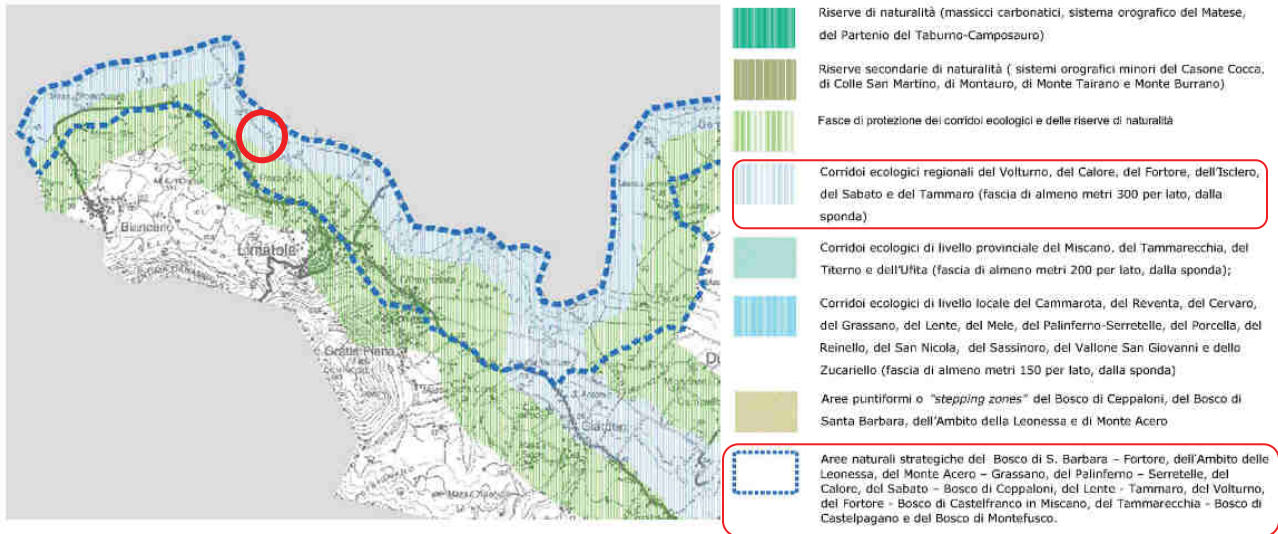 Biancano
Limatola
Giardoni
Riserve di naturalità (massicci carbonatici, sistema orografico del Matese,
del Partenio del Taburno-Camposauro)
Riserve secondarie di naturalità ( sistemi orografici minori del Casone Cocca,
di Colle San Martino, di Montauro, di Monte Tairano e Monte Burrano)
Fasce di protezione dei corridoi ecologici e delle riserve di naturalità
Corridoi ecologici regionali del Volturno, del Calore, del Fortore, dell'Isclero,
del Sabato e del Tammaro (fascia di almeno metri 300 per lato, dalla
sponda)
Corridoi ecologici di livello provinciale del Miscano, del Tammarecchia, del
Titerno e dell'Ufita (fascia di almeno metri 200 per lato, dalla sponda);
Corridoi ecologici di livello locale del Cammarota, del Reventa, del Cervaro,
del Grassano, del Lente, del Mele, del Palinferno-Serretelle, del Porcella, del
Reinello, del San Nicola, del Sassinoro, del Vallone San Giovanni e dello
Zucariello (fascia di almeno metri 150 per lato, dalla sponda)
Aree puntiformi o "stepping zones" del Bosco di Ceppaloni, del Bosco di
Santa Barbara, dell'Ambito della Leonessa e di Monte Acero
Aree naturali strategiche del Bosco di S. Barbara – Fortore, dell'Ambito delle
Leonessa, del Monte Acero – Grassano, del Palinferno – Serretelle, del
Calore, del Sabato – Bosco di Ceppaloni, del Lente - Tammaro, del Volturno,
del Fortore - Bosco di Castelfranco in Miscano, del Tammarecchia - Bosco di
Castelpagano e del Bosco di Montefusco.